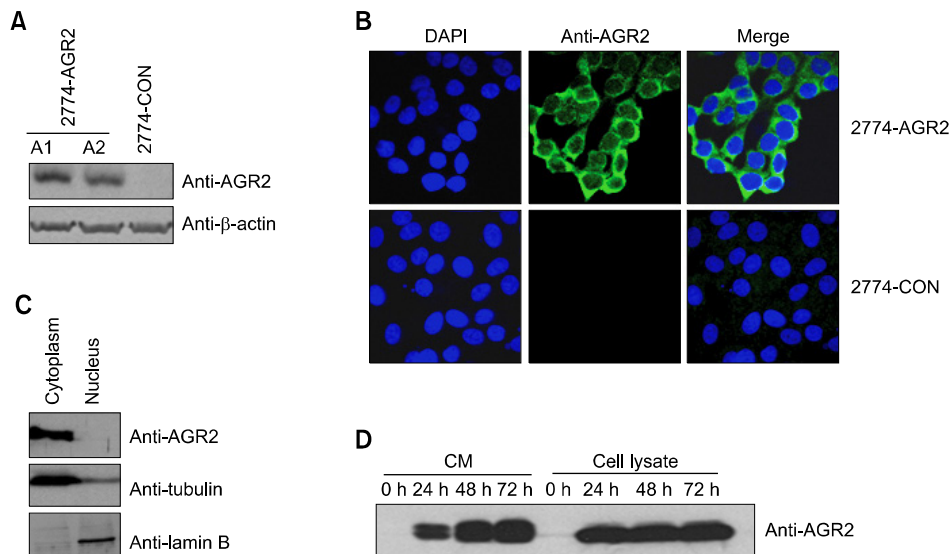 A
2774-AGR2
2774-CON
A1 A2
Anti-AGR2
Anti-β-actin
B
DAPI Anti-AGR2 Merge
2774-AGR2
2774-CON
C
Cytoplasm
Nucleus
Anti-AGR2
Anti-tubulin
Anti-lamin B
D
CM Cell lysate
0 h 24 h 48 h 72 h 0 h 24 h 48 h 72 h
Anti-AGR2